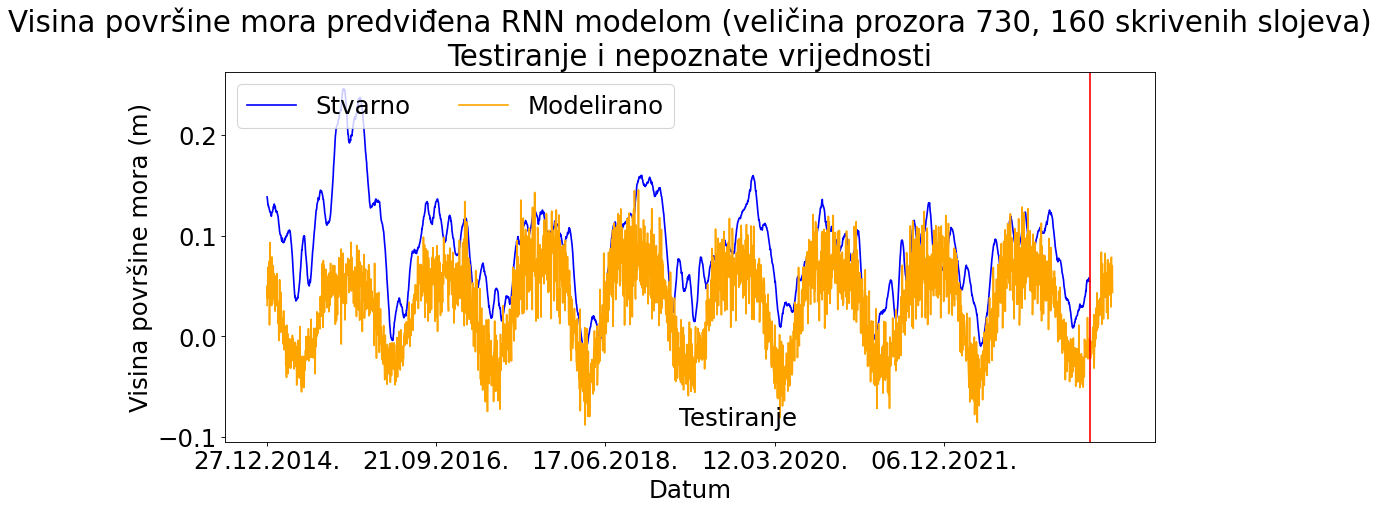 Visina površine mora predviđena RNN modelom (veličina prozora 730, 160 skrivenih slojeva)
Testiranje i nepoznate vrijednosti
Stvarno
Modelirano
Visina površine mora (m)
0.2
0.1
0.0
−0.1
Testiranje
27.12.2014.
21.09.2016.
17.06.2018.
12.03.2020.
06.12.2021.
Datum